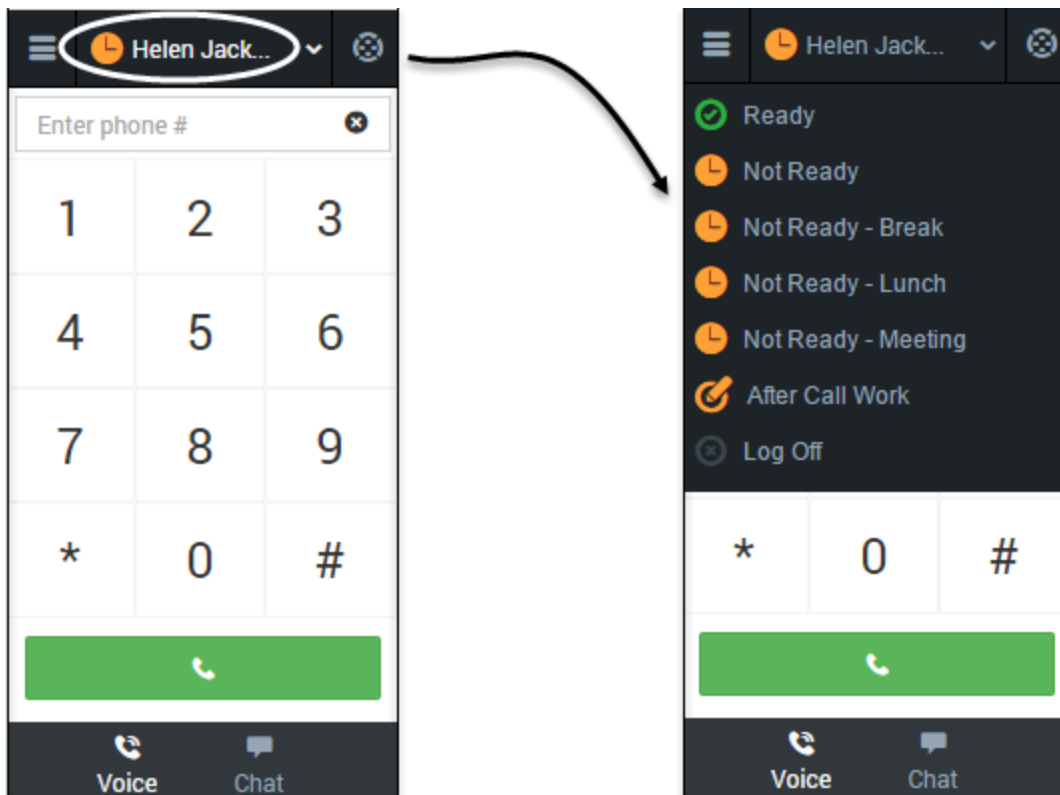 Helen Jack...
Enter phone #
1 2 3
4 5 6
7 8 9
* 0 #
Voice Chat
Helen Jack...
Ready
Not Ready
Not Ready - Break
Not Ready - Lunch
Not Ready - Meeting
After Call Work
Log Off
* 0 #
Voice Chat